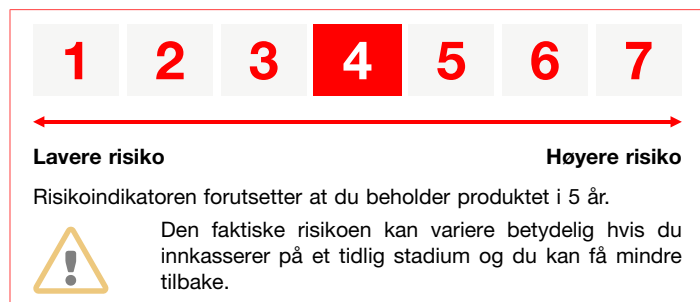 1 2 3 4 5 6 7
Lavere risiko Høyere risiko
Risikoindikatoren forutsetter at du beholder produktet i 5 år.
Den faktiske risikoen kan variere betydelig hvis du
innkasserer på et tidlig stadium og du kan få mindre
tilbake.